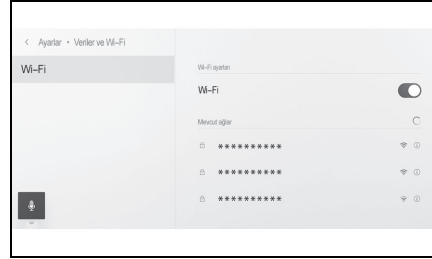 < Ayarlar • Veriler ve Wi-Fi
Wi-Fi
Wi-Fi ayarları
Wi-Fi
Mevcut ağlar
**********
**********
**********